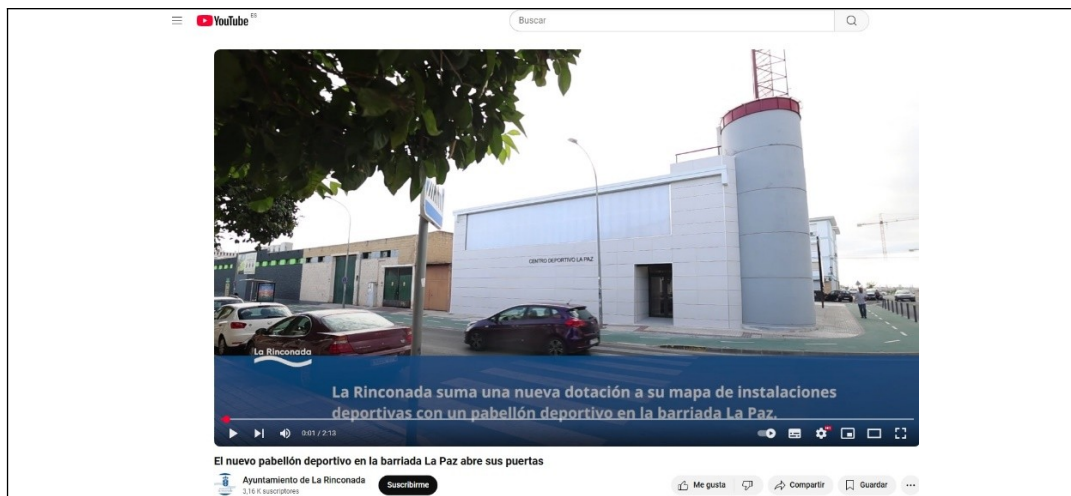 YouTube ES
Buscar
CENTRO DEPORTIVO LA PAZ
La Rinconada
La Rinconada suma una nueva dotación a su mapa de instalaciones
deportivas con un pabellón deportivo en la barriada La Paz.
0:01 / 2:13
El nuevo pabellón deportivo en la barriada La Paz abre sus puertas
Ayuntamiento de La Rinconada
3,16 K suscriptores
Suscribirme
Me gusta
Compartir
Guardar